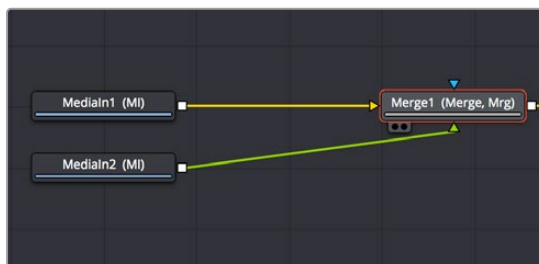 MediaIn1 (MI)
Merge1 (Merge, Mrg)
MediaIn2 (MI)